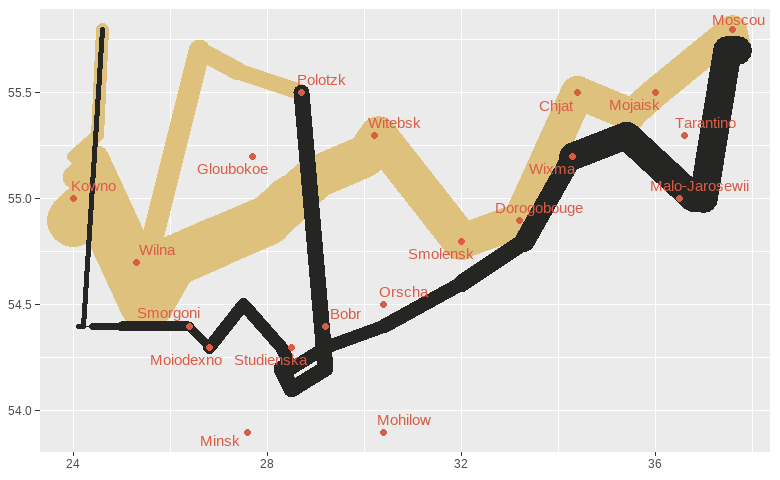 Moscou
55.5
Polotzk
Chjat
Mojaisk
Witebsk
Tarantino
Gloubokoe
Wixma
55.0
Kowno
Malo-Jarosewii
Dorogobouge
Wilna
Smolensk
Orscha
54.5
Smorgoni
Bobr
Moiodexno
Studienska
54.0
Minsk
Mohilow
24
28
32
36